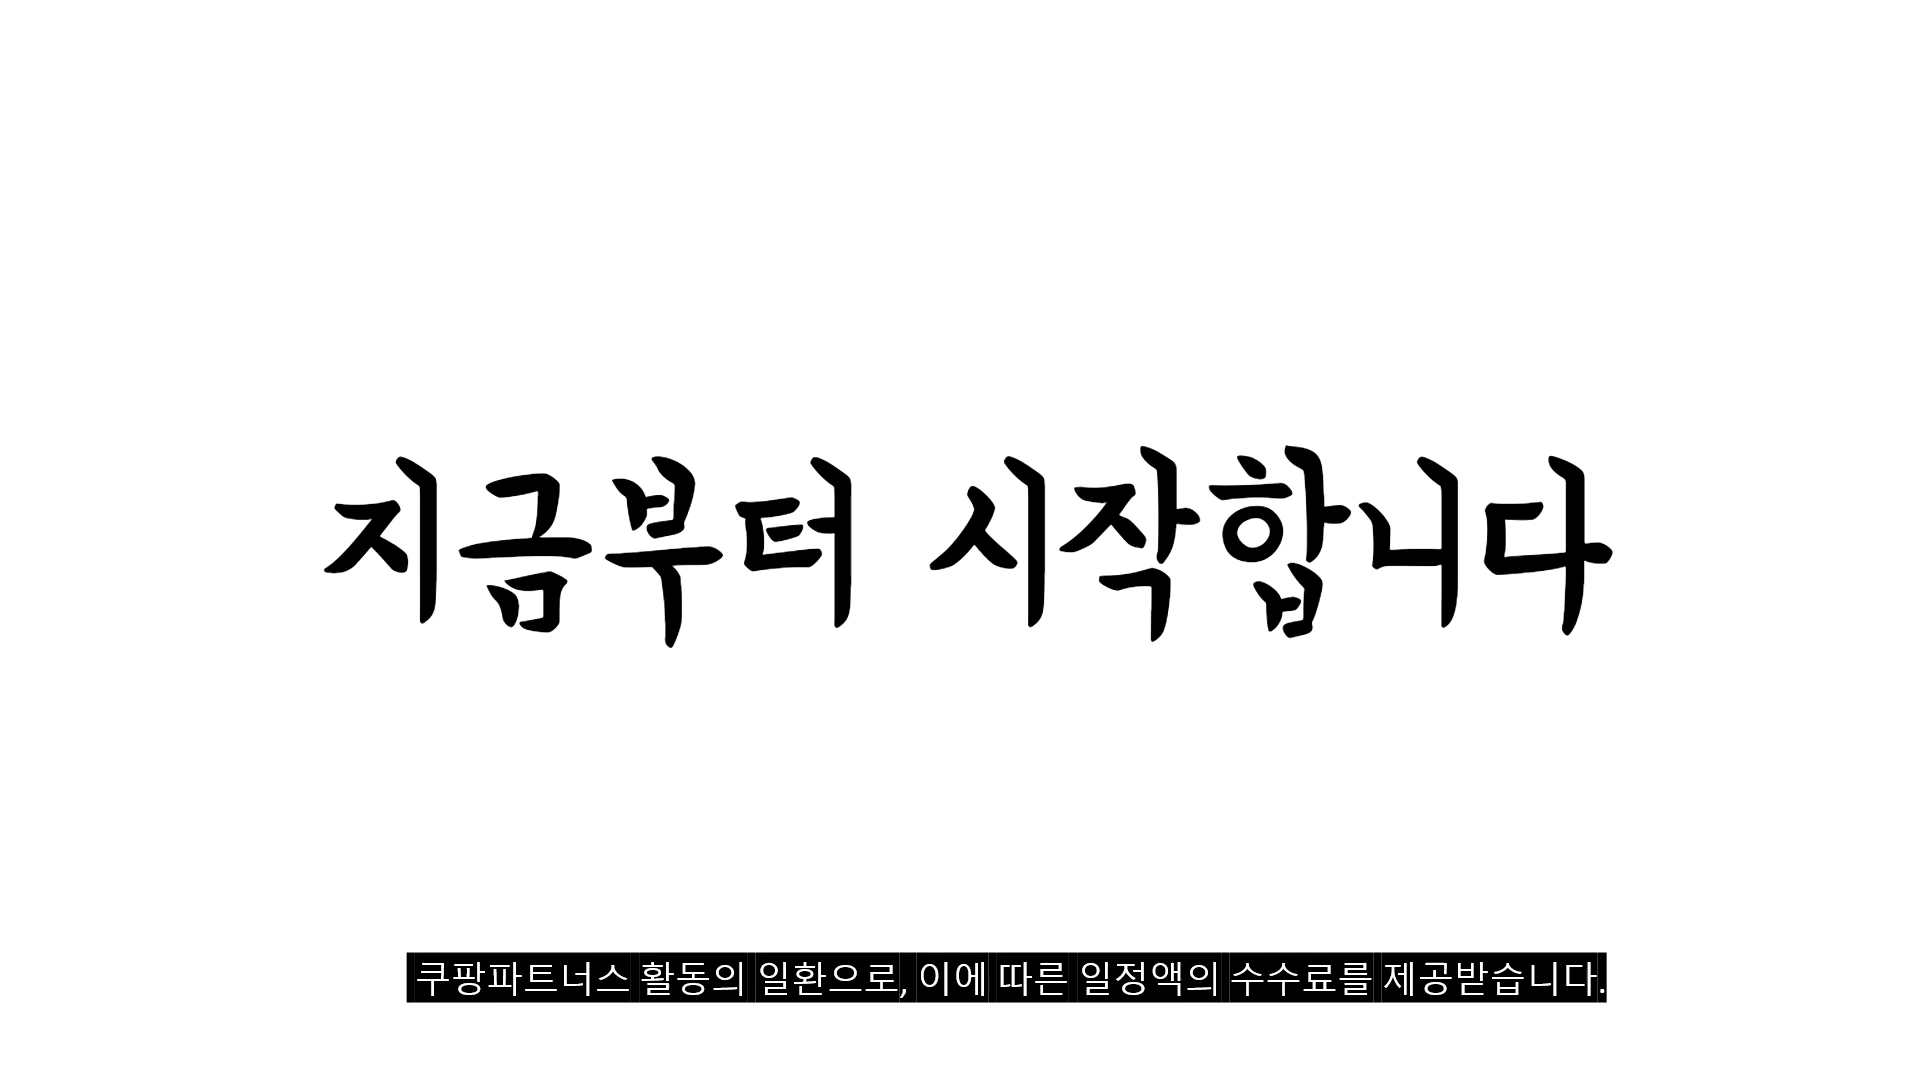 지금부터 시작합니다
쿠팡파트너스 활동의 일환으로, 이에 따른 일정액의 수수료를 제공받습니다.